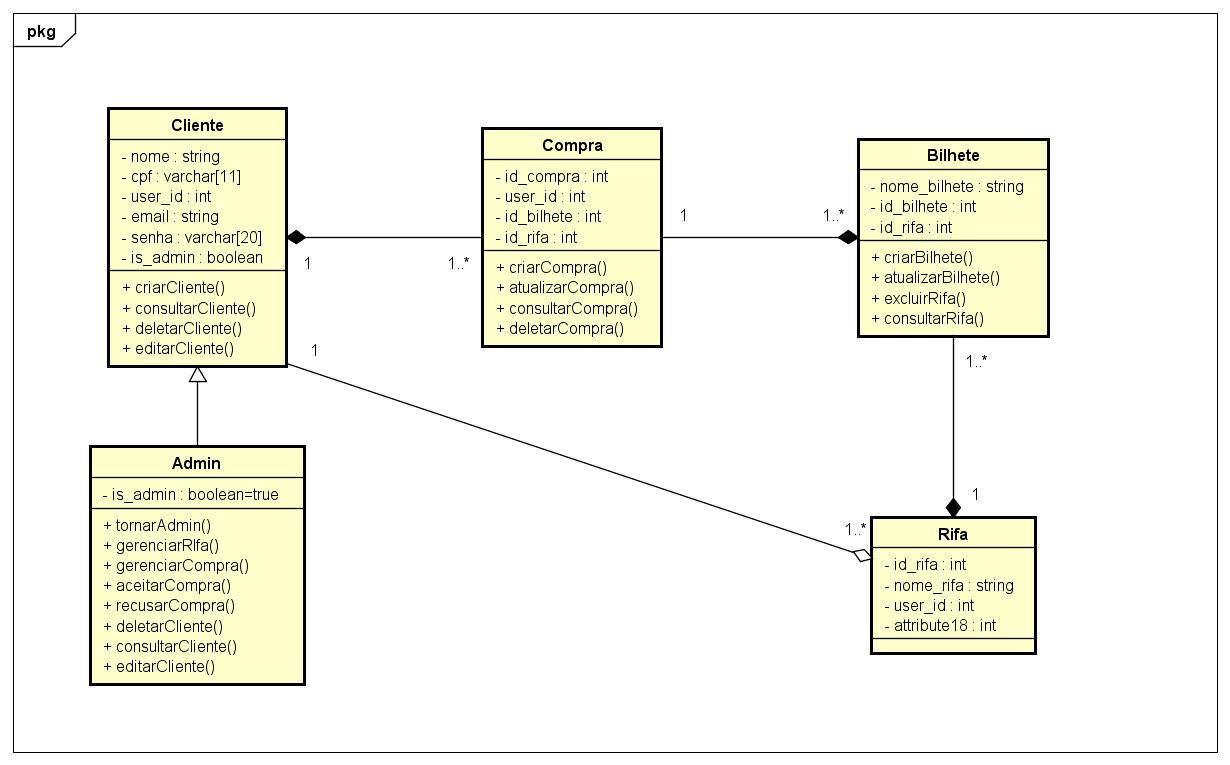 pkg
Cliente
- nome : string
- cpf : varchar[11]
- user_id : int
- email : string
- senha : varchar[20]
- is_admin : boolean
+ criarCliente()
+ consultarCliente()
+ deletarCliente()
+ editarCliente()
1
1..*
Compra
- id_compra : int
- user_id : int
- id_bilhete : int
- id_rifa : int
+ criarCompra()
+ atualizarCompra()
+ consultarCompra()
+ deletarCompra()
1
1..*
Bilhete
- nome_bilhete : string
- id_bilhete : int
- id_rifa : int
+ criarBilhete()
+ atualizarBilhete()
+ excluirRifa()
+ consultarRifa()
1
1..*
Admin
- is_admin : boolean=true
+ tornarAdmin()
+ gerenciarRIfa()
+ gerenciarCompra()
+ aceitarCompra()
+ recusarCompra()
+ deletarCliente()
+ consultarCliente()
+ editarCliente()
1..*
1
Rifa
- id_rifa : int
- nome_rifa : string
- user_id : int
- attribute18 : int